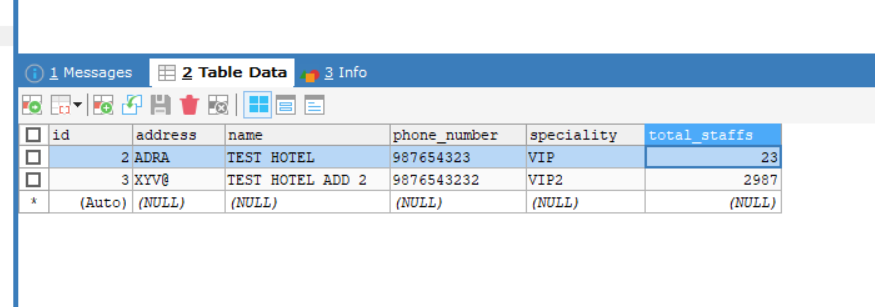 1 Messages 2 Table Data 3 Info
id address name phone_number speciality total_staffs
2 ADRA TEST HOTEL 987654323 VIP 23
3 XYV@ TEST HOTEL ADD 2 9876543232 VIP2 2987
* (Auto) (NULL) (NULL) (NULL) (NULL) (NULL)